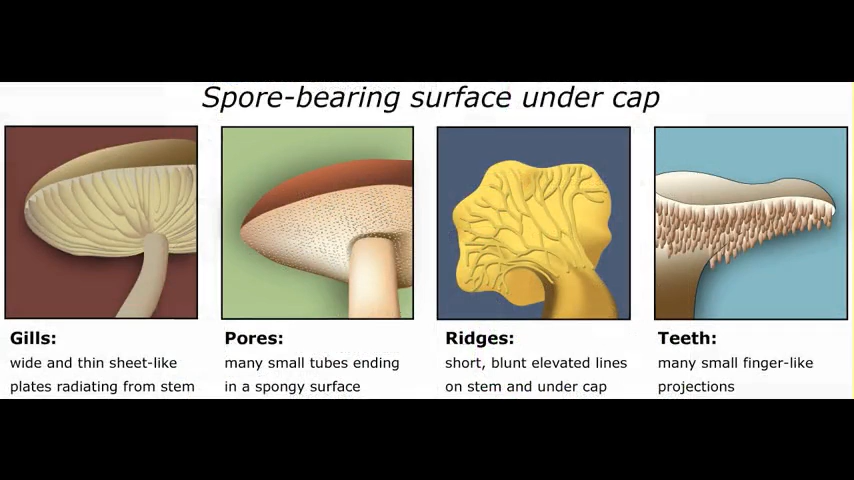 Spore-bearing surface under cap
Gills:
wide and thin sheet-like
plates radiating from stem
Pores:
many small tubes ending
in a spongy surface
Ridges:
short, blunt elevated lines
on stem and under cap
Teeth:
many small finger-like
projections